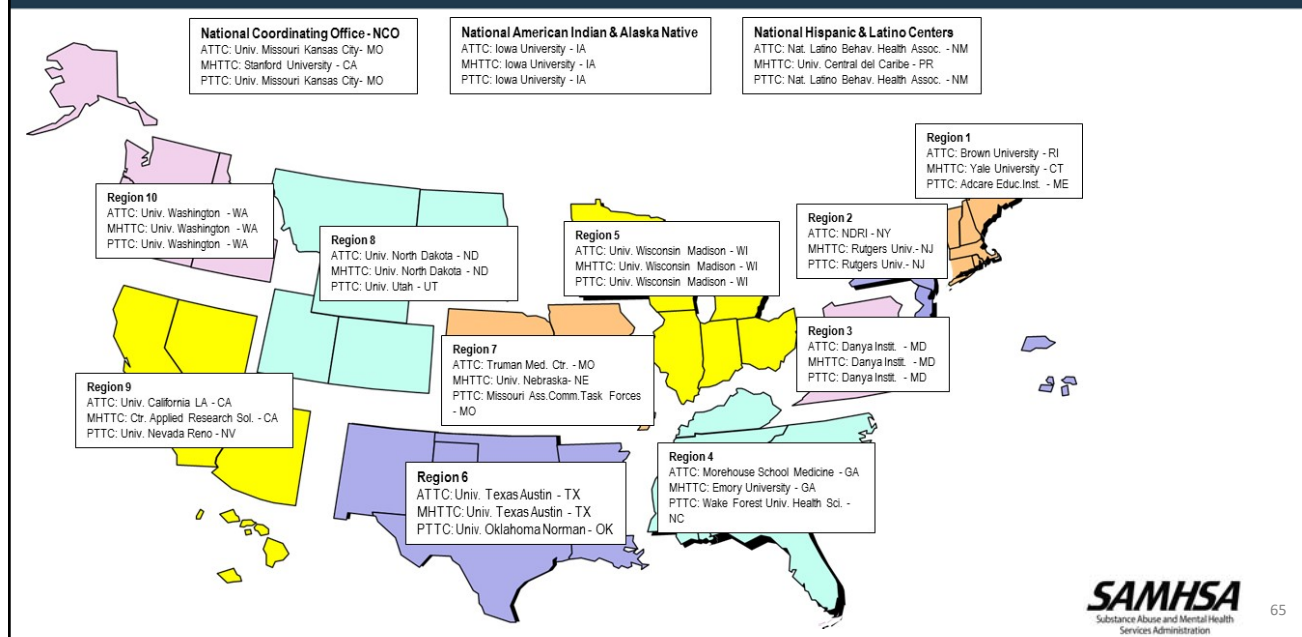 National Coordinating Office - NCO
ATTC: Univ. Missouri Kansas City- MO
MHTTC: Stanford University - CA
PTTC: Univ. Missouri Kansas City- MO
National American Indian & Alaska Native
ATTC: Iowa University - IA
MHTTC: Iowa University - IA
PTTC: Iowa University - IA
National Hispanic & Latino Centers
ATTC: Nat. Latino Behav. Health Assoc. - NM
MHTTC: Univ. Central del Caribe - PR
PTTC: Nat. Latino Behav. Health Assoc. - NM
Region 1
ATTC: Brown University - RI
MHTTC: Yale University - CT
PTTC: Adcare Educ.Inst. - ME
Region 10
ATTC: Univ. Washington - WA
MHTTC: Univ. Washington - WA
PTTC: Univ. Washington - WA
Region 8
ATTC: Univ. North Dakota - ND
MHTTC: Univ. North Dakota - ND
PTTC: Univ. Utah - UT
Region 5
ATTC: Univ. Wisconsin Madison - WI
MHTTC: Univ. Wisconsin Madison - WI
PTTC: Univ. Wisconsin Madison - WI
Region 2
ATTC: NDRI - NY
MHTTC: Rutgers Univ.- NJ
PTTC: Rutgers Univ.- NJ
Region 9
ATTC: Univ. California LA - CA
MHTTC: Ctr. Applied Research Sol. - CA
PTTC: Univ. Nevada Reno - NV
Region 7
ATTC: Truman Med. Ctr. - MO
MHTTC: Univ. Nebraska- NE
PTTC: Missouri Ass.Comm.Task Forces
- MO
Region 3
ATTC: Danya Instit. - MD
MHTTC: Danya Instit. - MD
PTTC: Danya Instit. - MD
Region 6
ATTC: Univ. Texas Austin - TX
MHTTC: Univ. Texas Austin - TX
PTTC: Univ. Oklahoma Norman - OK
Region 4
ATTC: Morehouse School Medicine - GA
MHTTC: Emory University - GA
PTTC: Wake Forest Univ. Health Sci. -
NC
SAMHSA
Substance Abuse and Mental Health
Services Administration
65